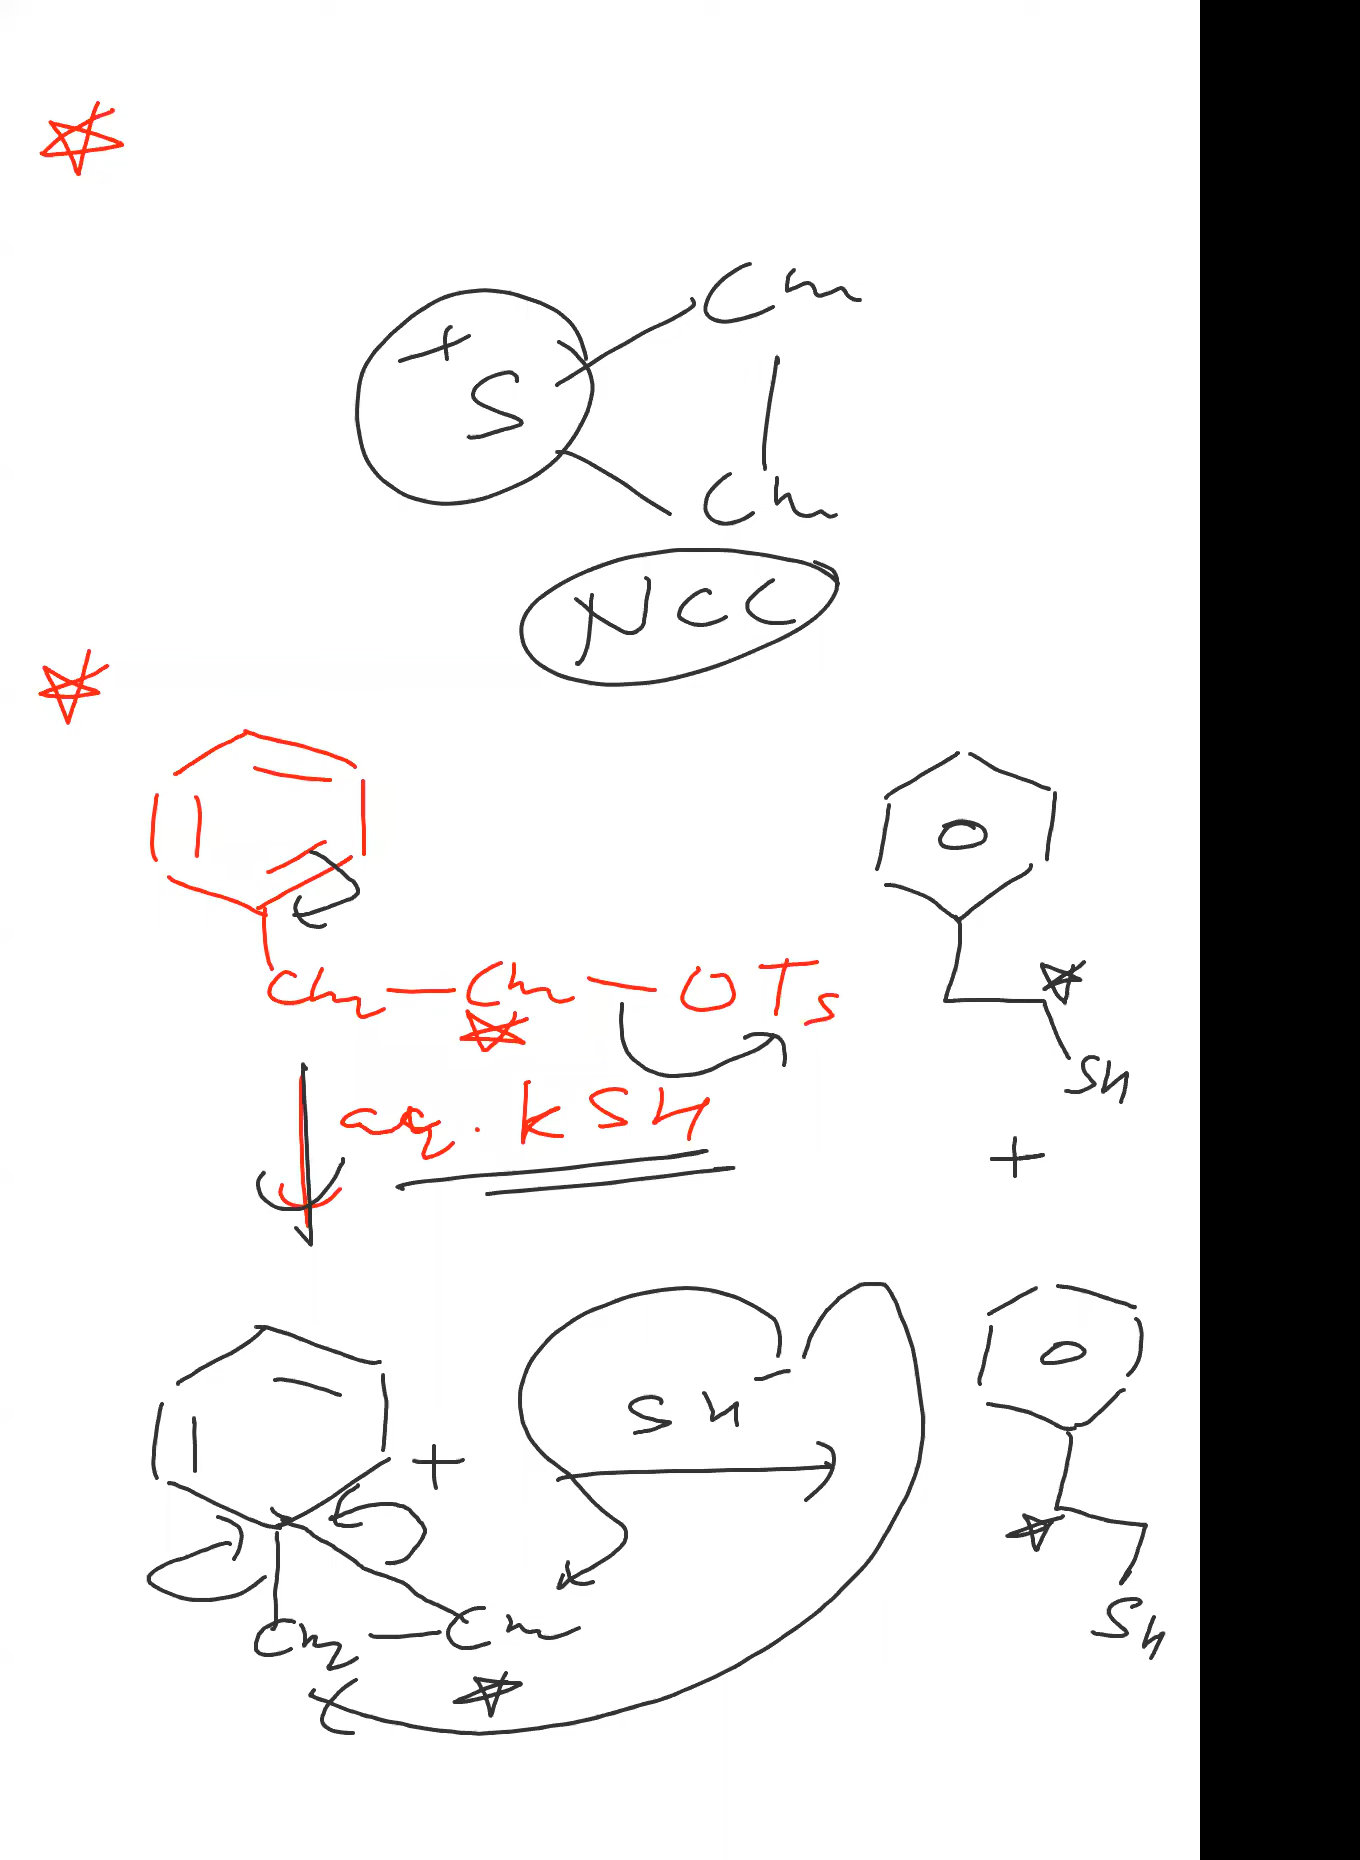 +
S
CH2
CH2
NCC
CH2 — CH2 — OTs
SH
aq. KSH
+
SH⁻
+
CH2 — CH2
SH